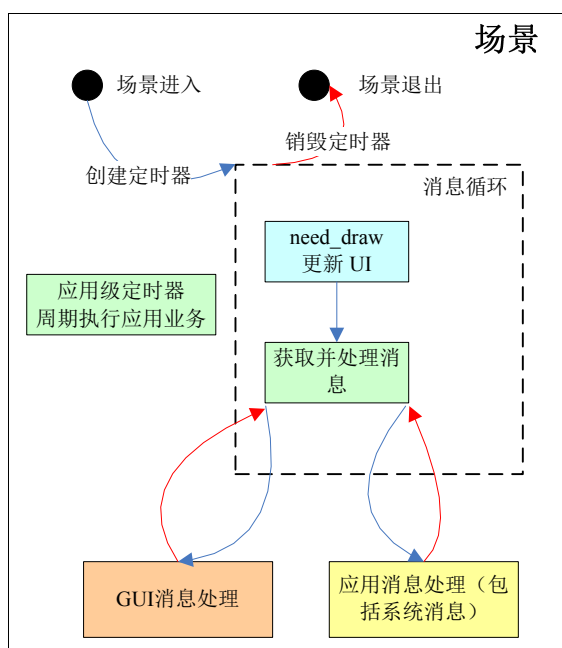 场景
场景进入
场景退出
销毁定时器
创建定时器
消息循环
need_draw
更新 UI
应用级定时器
周期执行应用业务
获取并处理消
息
GUI消息处理
应用消息处理（包
括系统消息）